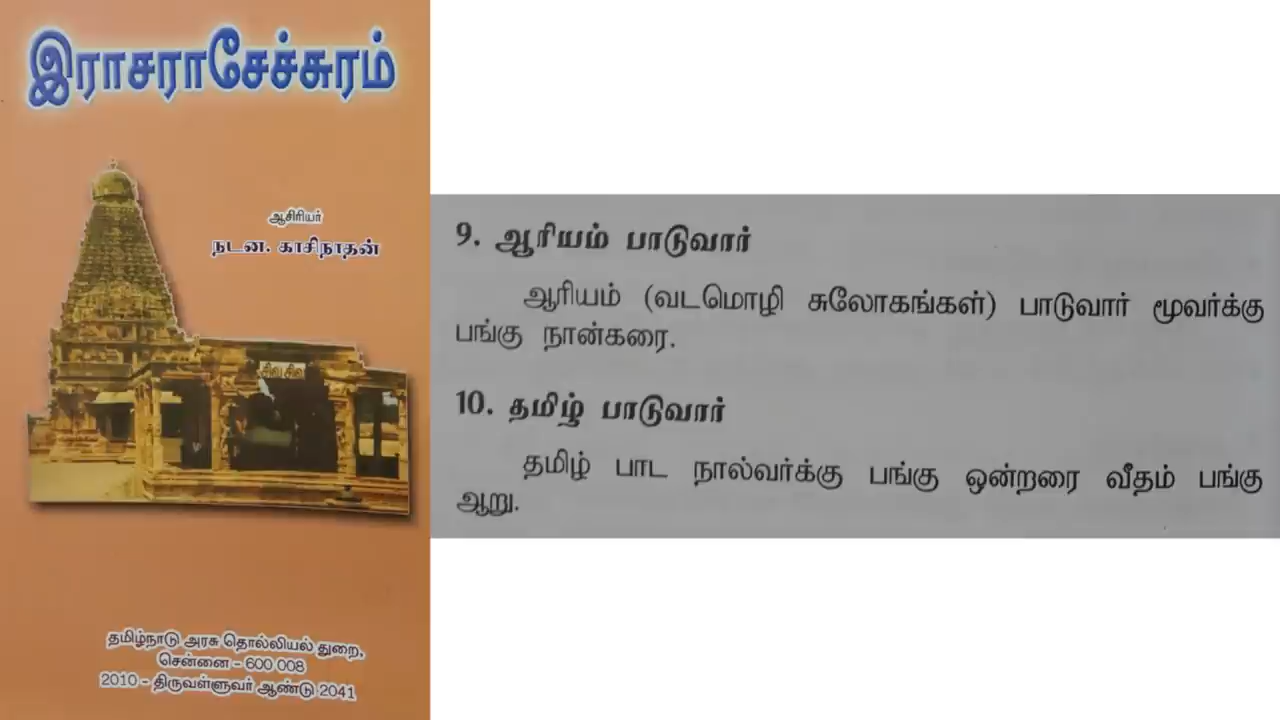 இராசராசேச்சுரம்
ஆசிரியர்
நடன. காசிநாதன்
சிவசிவ
தமிழ்நாடு அரசு தொல்லியல் துறை,
சென்னை – 600 008
2010 – திருவள்ளுவர் ஆண்டு 2041
9. ஆரியம் பாடுவார்
ஆரியம் (வடமொழி சுலோகங்கள்) பாடுவார் மூவர்க்கு
பங்கு நான்கரை.
10. தமிழ் பாடுவார்
தமிழ் பாட நால்வர்க்கு பங்கு ஒன்றரை வீதம் பங்கு
ஆறு.